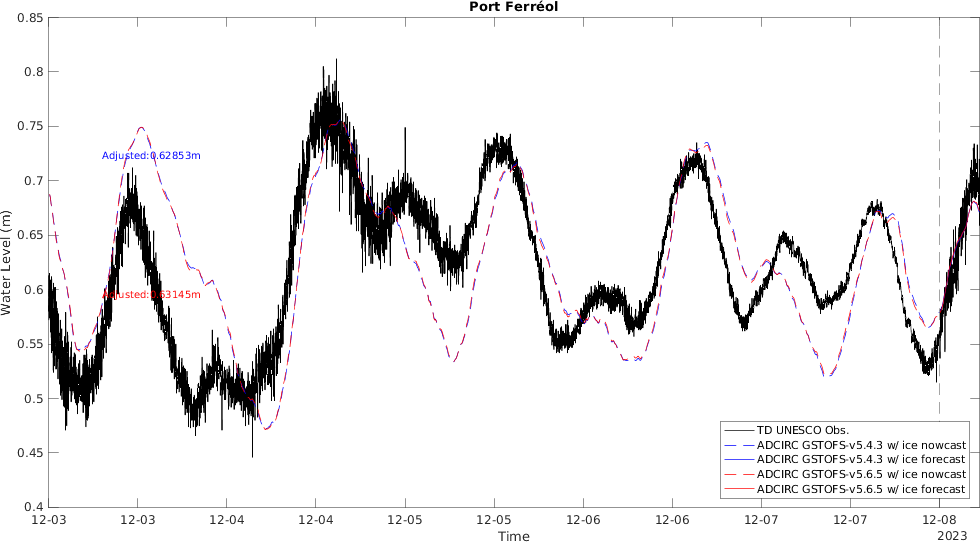 Port Ferréol
0.85
0.8
0.75
0.7
0.65
0.6
0.55
0.5
0.45
0.4
Water Level (m)
Adjusted:0.62853m
Adjusted:0.63145m
TD UNESCO Obs.
ADCIRC GSTOFS-v5.4.3 w/ ice nowcast
ADCIRC GSTOFS-v5.4.3 w/ ice forecast
ADCIRC GSTOFS-v5.6.5 w/ ice nowcast
ADCIRC GSTOFS-v5.6.5 w/ ice forecast
12-03 12-03 12-04 12-04 12-05 12-05 12-06 12-06 12-07 12-07 12-08
2023
Time